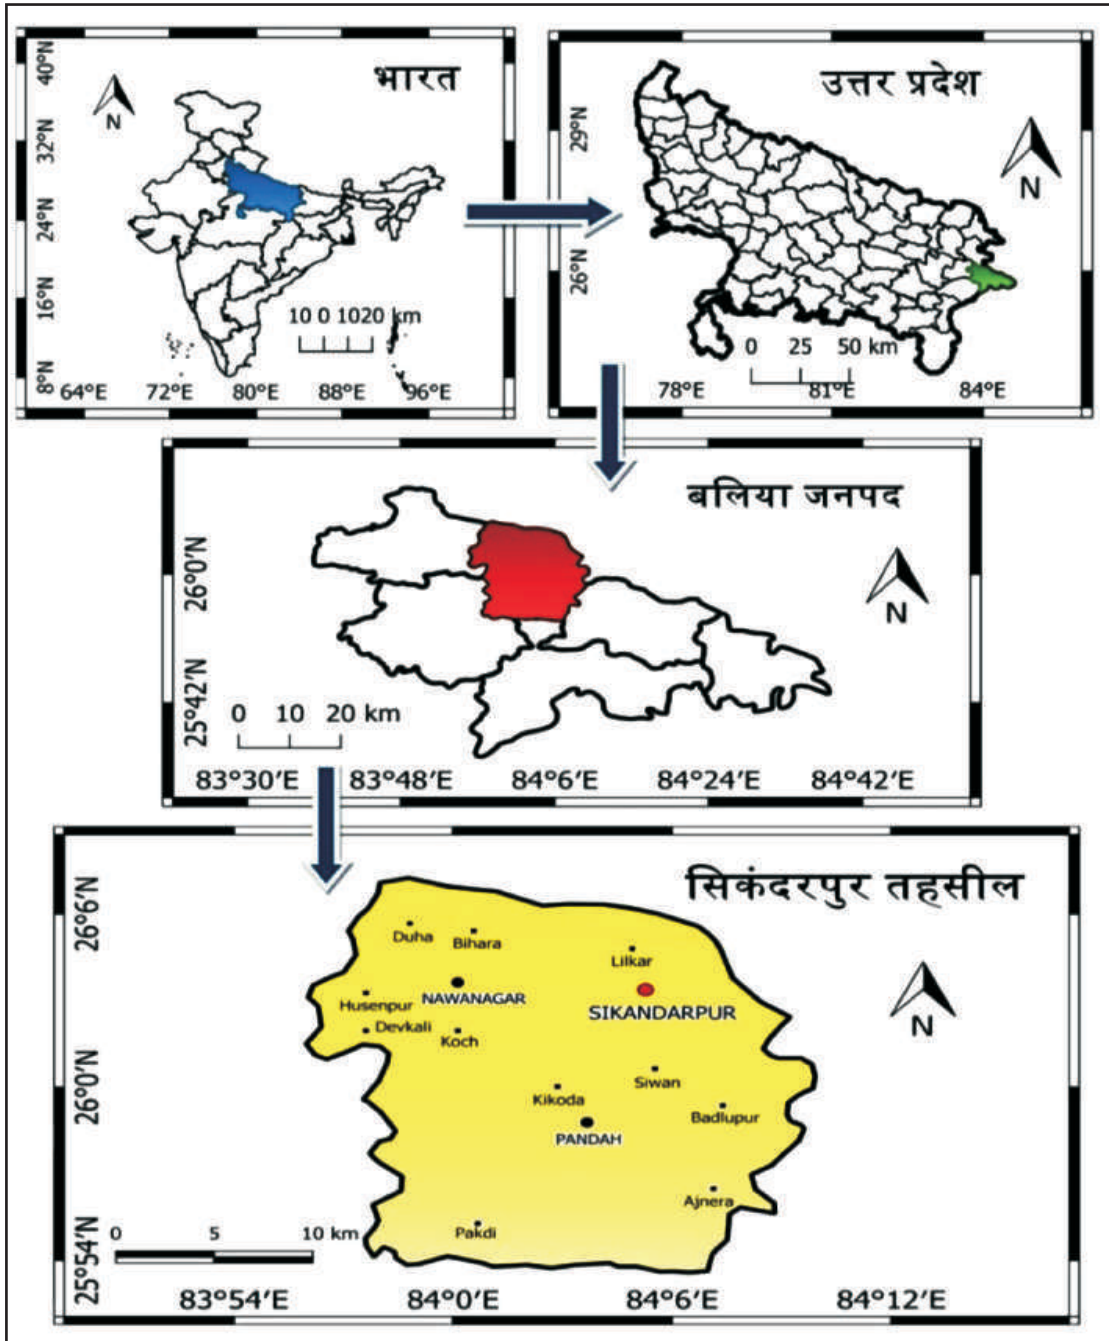 भारत
N
40°N
32°N
24°N
16°N
8°N
10 0 1020 km
64°E 72°E 80°E 88°E 96°E
उत्तर प्रदेश
N
29°N
26°N
0 25 50 km
78°E 81°E 84°E
बलिया जनपद
N
26°0'N
25°42'N
0 10 20 km
83°30'E 83°48'E 84°6'E 84°24'E 84°42'E
सिकंदरपुर तहसील
N
26°6'N
26°0'N
25°54'N
Duha
Bihara
Lilkar
NAWANAGAR
Husenpur
SIKANDARPUR
Devkali
Koch
Siwan
Kikoda
Badlupur
PANDAH
Ajnera
Pakdi
0 5 10 km
83°54'E 84°0'E 84°6'E 84°12'E